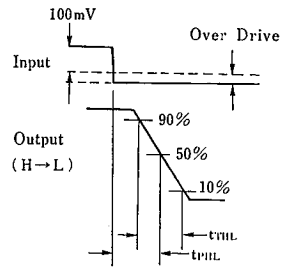 100mV
Over Drive
Input
Output
(H→L)
90%
50%
10%
tTHL
tPHL